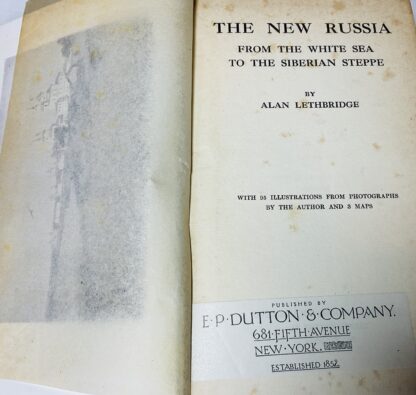 THE NEW RUSSIA
FROM THE WHITE SEA
TO THE SIBERIAN STEPPE
BY
ALAN LETHBRIDGE
WITH 95 ILLUSTRATIONS FROM PHOTOGRAPHS
BY THE AUTHOR AND 3 MAPS
PUBLISHED BY
E·P·DUTTON & COMPANY.
681·FIFTH·AVENUE
NEW·YORK.
ESTABLISHED 1852.